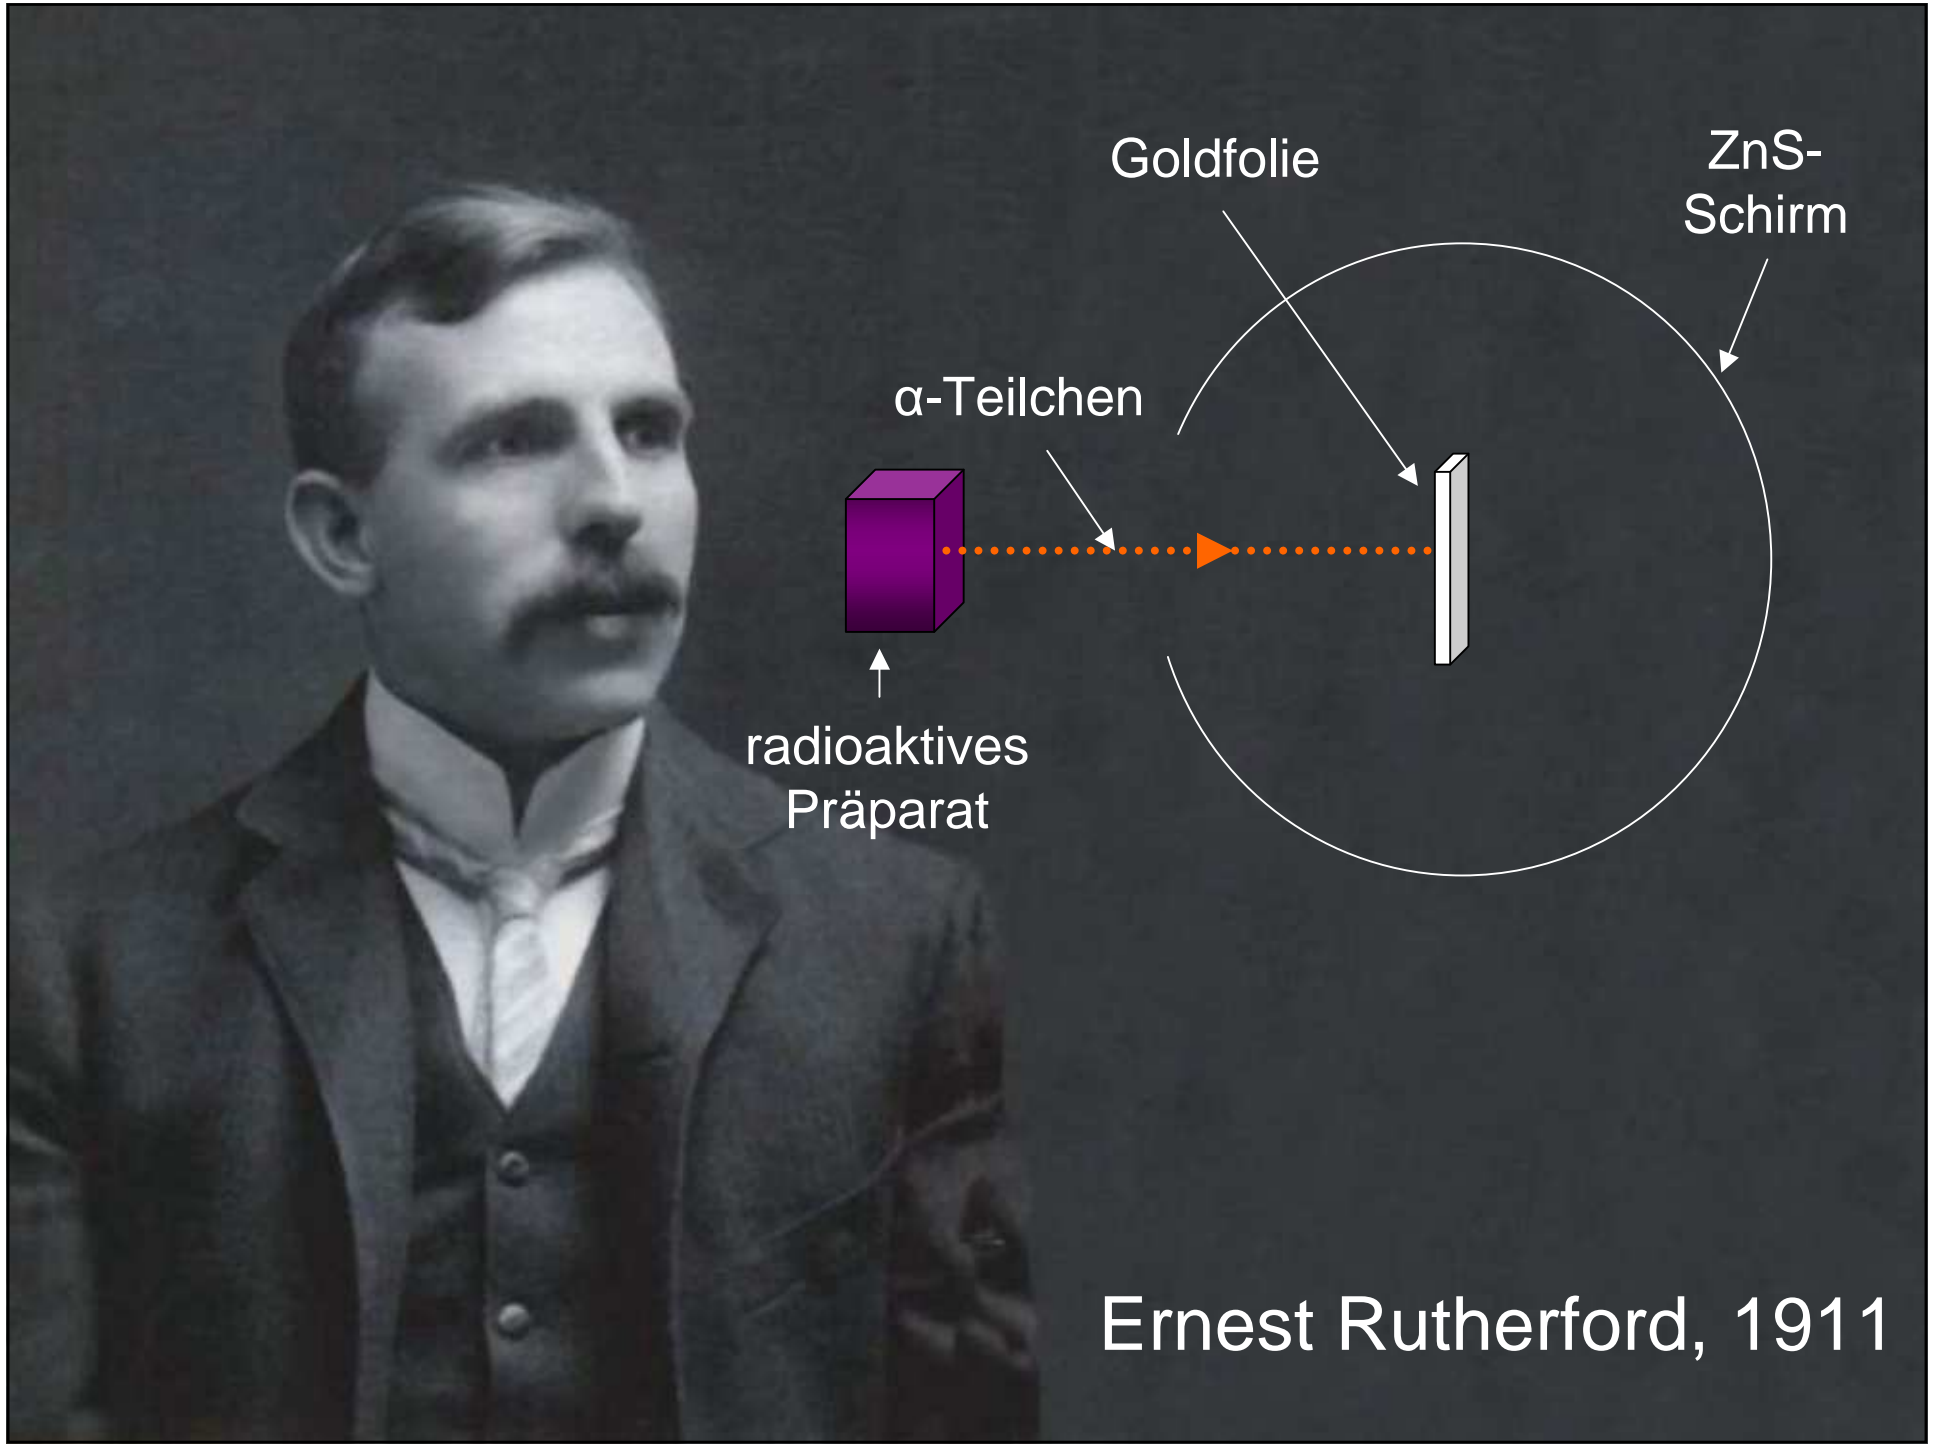 Goldfolie
ZnS-
Schirm
α-Teilchen
radioaktives
Präparat
Ernest Rutherford, 1911